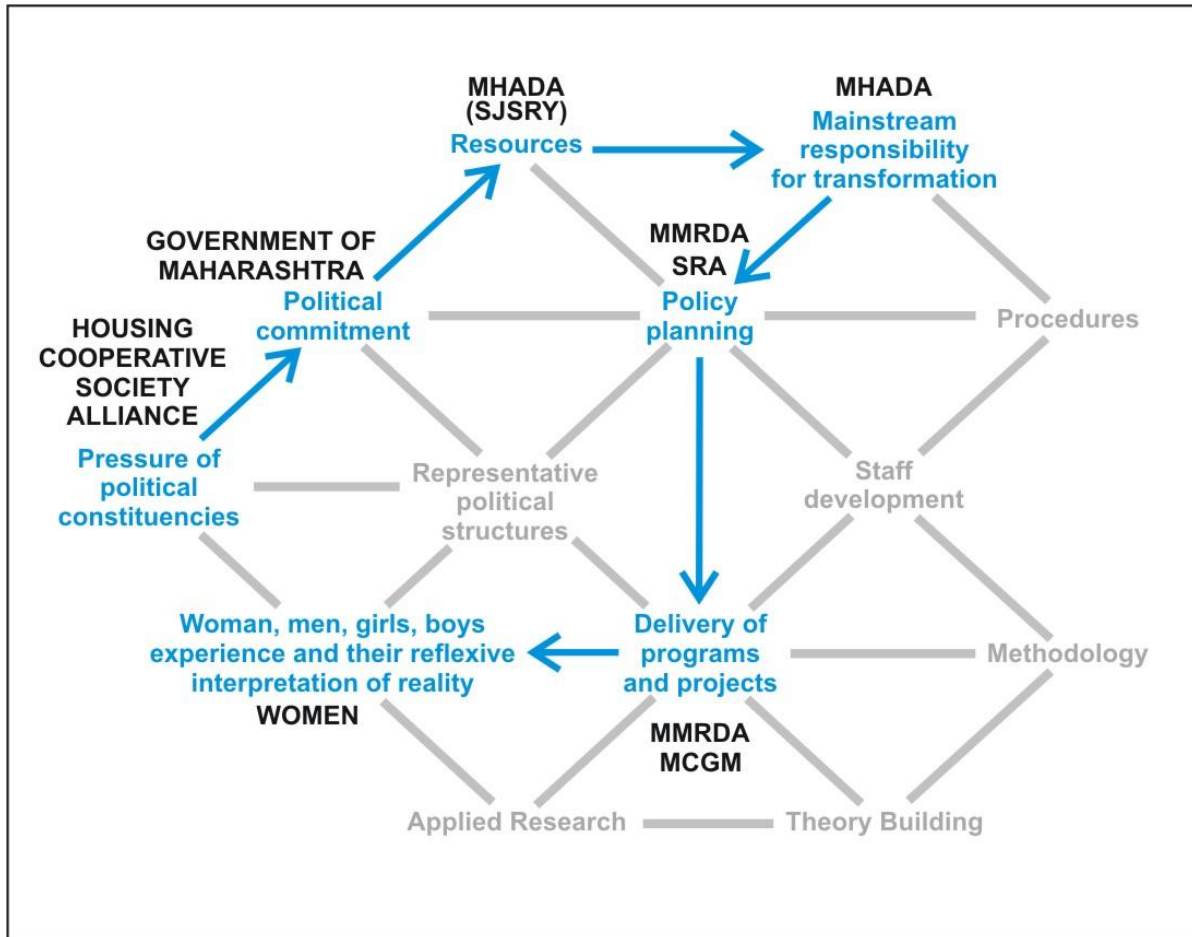 MHADA
(SJSRY)
Resources
MHADA
Mainstream
responsibility
for transformation
GOVERNMENT OF
MAHARASHTRA
Political
commitment
MMRDA
SRA
Policy
planning
Procedures
HOUSING
COOPERATIVE
SOCIETY
ALLIANCE
Pressure of
political
constituencies
Representative
political
structures
Staff
development
Woman, men, girls, boys
experience and their reflexive
interpretation of reality
WOMEN
Delivery of
programs
and projects
MMRDA
MCGM
Methodology
Applied Research
Theory Building